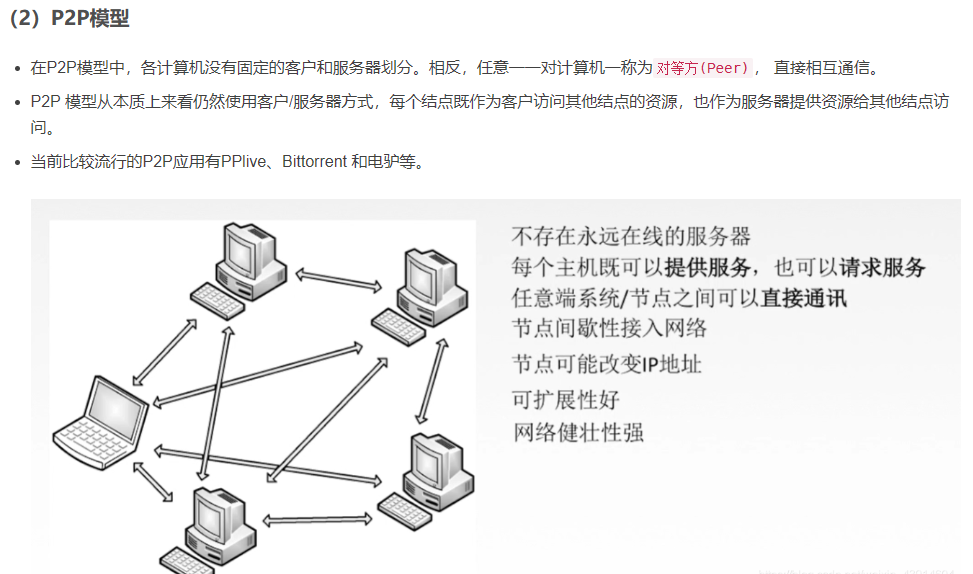 （2）P2P模型
在P2P模型中，各计算机没有固定的客户和服务器划分。相反，任意——对计算机一称为对等方(Peer)， 直接相互通信。
P2P 模型从本质上来看仍然使用客户/服务器方式，每个结点既作为客户访问其他结点的资源，也作为服务器提供资源给其他结点访
问。
当前比较流行的P2P应用有PPlive、Bittorrent 和电驴等。
不存在永远在线的服务器
每个主机既可以提供服务，也可以请求服务
任意端系统/节点之间可以直接通讯
节点间歇性接入网络
节点可能改变IP地址
可扩展性好
网络健壮性强